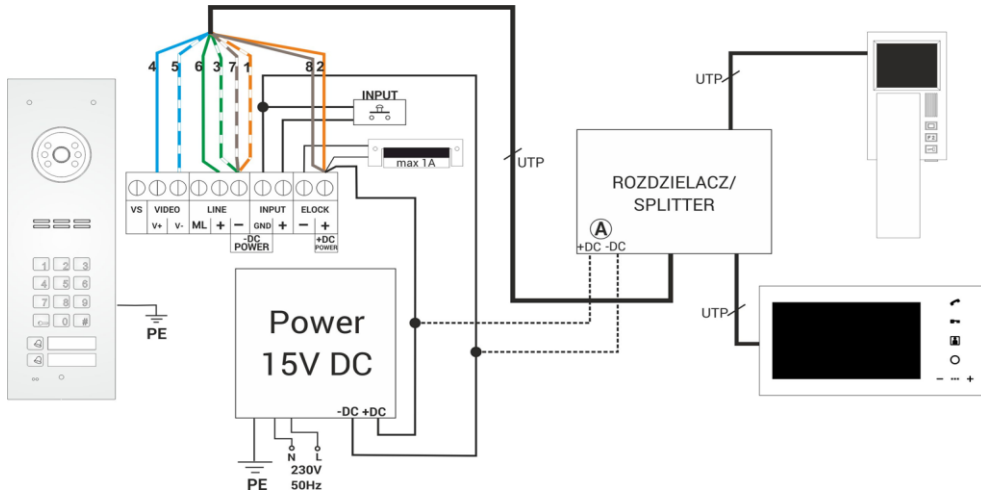 4 5 6 3 7 1 8 2
INPUT
max 1A
VS VIDEO LINE INPUT ELOCK
V+ V- ML + - GND + - +
-DC POWER
+DC POWER
1 2 3
4 5 6
7 8 9
0 #
PE
Power
15V DC
-DC +DC
N L
230V
50Hz
PE
UTP
UTP
ROZDZIELACZ/
SPLITTER
A
+DC -DC
UTP
- ... +